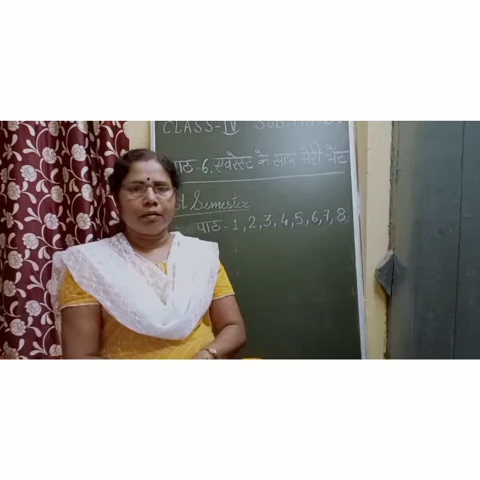 CLASS-IV
पाठ-6. एवरेस्ट के साथ मेरी भेंट
Semester
पाठ-1,2,3,4,5,6,7,8